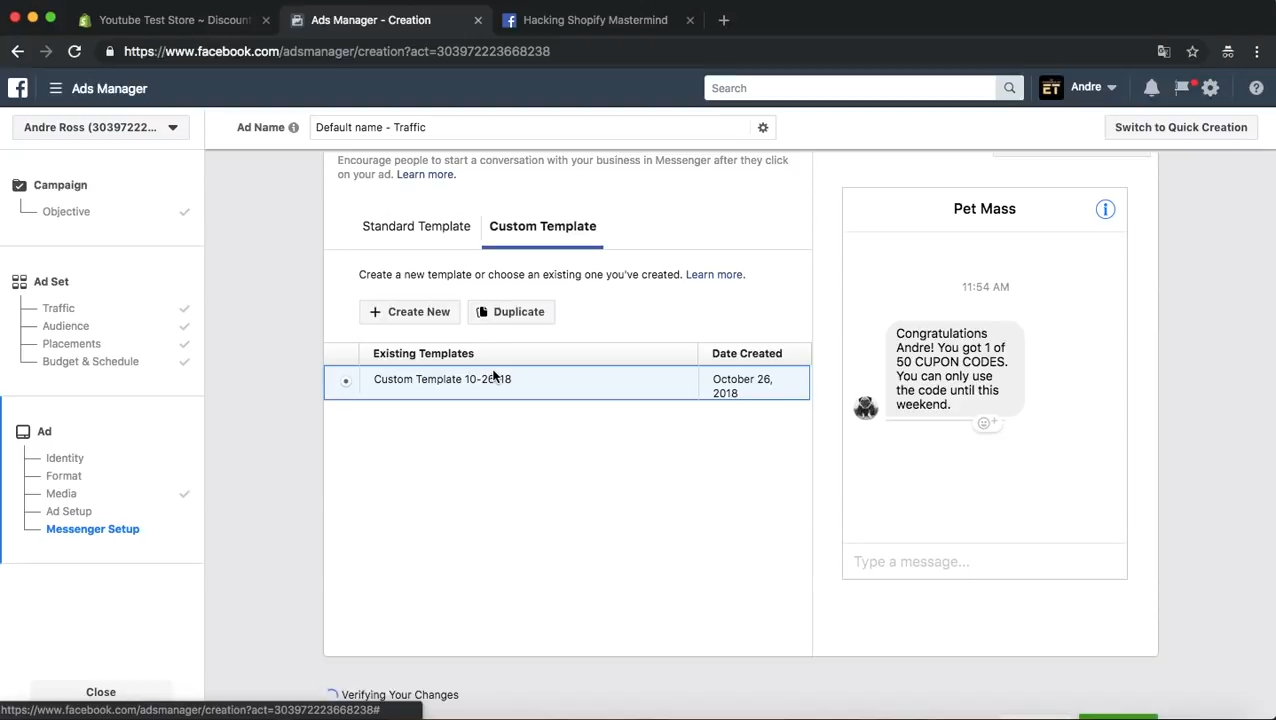 Youtube Test Store ~ Discount
Ads Manager - Creation
Hacking Shopify Mastermind
https://www.facebook.com/adsmanager/creation?act=303972223668238
Ads Manager
Search
ET
Andre
Andre Ross (30397222...
Ad Name
Default name - Traffic
Switch to Quick Creation
Campaign
Objective
Ad Set
Traffic
Audience
Placements
Budget & Schedule
Ad
Identity
Format
Media
Ad Setup
Messenger Setup
Close
https://www.facebook.com/adsmanager/creation?act=303972223668238#
Encourage people to start a conversation with your business in Messenger after they click
on your ad. Learn more.
Standard Template
Custom Template
Create a new template or choose an existing one you've created. Learn more.
Create New
Duplicate
Existing Templates
Date Created
Custom Template 10-26-18
October 26,
2018
Verifying Your Changes
Pet Mass
11:54 AM
Congratulations
Andre! You got 1 of
50 CUPON CODES.
You can only use
the code until this
weekend.
Type a message...